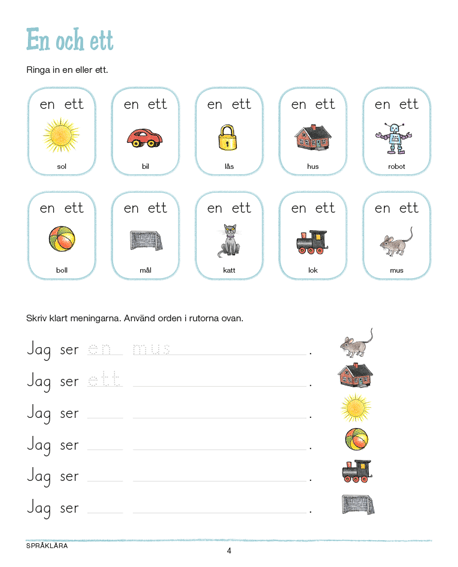 En och ett
Ringa in en eller ett.
en ett en ett en ett en ett en ett
sol bil lås hus robot
en ett en ett en ett en ett en ett
boll mål katt lok mus
Skriv klart meningarna. Använd orden i rutorna ovan.
Jag ser en mus .
Jag ser ett .
Jag ser .
Jag ser .
Jag ser .
Jag ser .
SPRÅKLÄRA
4